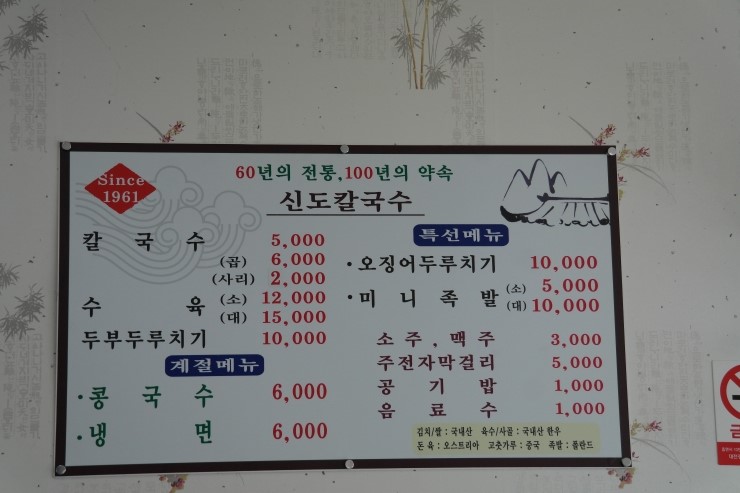 Since
1961
60년의 전통,100년의 약속
신도칼국수
칼 국 수 5,000
(곱) 6,000
(사리) 2,000
수 육 (소) 12,000
(대) 15,000
두부두루치기 10,000
계절메뉴
·콩 국 수 6,000
·냉 면 6,000
특선메뉴
·오징어두루치기 10,000
·미 니 족 발 (소) 5,000
(대) 10,000
소 주 , 맥 주 3,000
주전자막걸리 5,000
공 기 밥 1,000
음 료 수 1,000
김치/쌀 : 국내산 육수/사골 : 국내산 한우
돈 육 : 오스트리아 고춧가루 : 중국 족발 : 폴란드